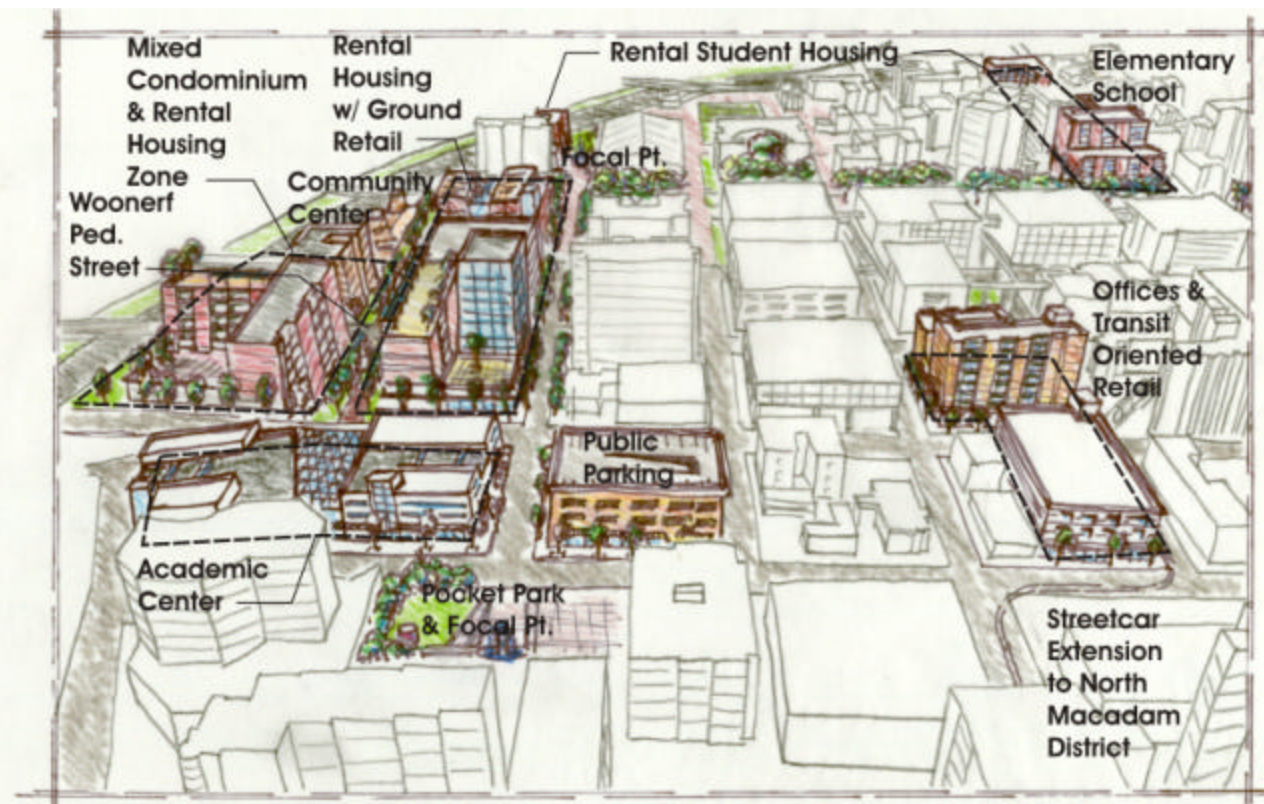 Mixed
Condominium
& Rental
Housing
Zone
Rental
Housing
w/ Ground
Retail
Rental Student Housing
Elementary
School
Focal Pt.
Community
Center
Woonerf
Ped.
Street
Offices &
Transit
Oriented
Retail
Public
Parking
Academic
Center
Pocket Park
& Focal Pt.
Streetcar
Extension
to North
Macadam
District